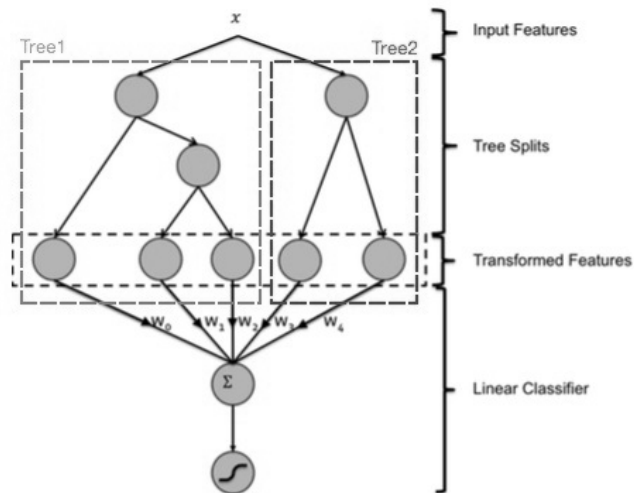 x
Input Features
Tree1
Tree2
Tree Splits
Transformed Features
W₀
W₁
W₂
W₃
W₄
Σ
Linear Classifier